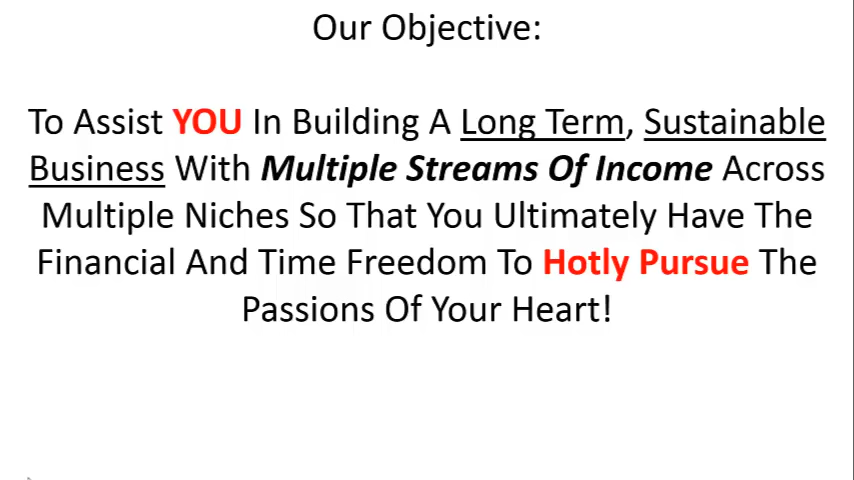 Our Objective:
To Assist YOU In Building A Long Term, Sustainable
Business With Multiple Streams Of Income Across
Multiple Niches So That You Ultimately Have The
Financial And Time Freedom To Hotly Pursue The
Passions Of Your Heart!